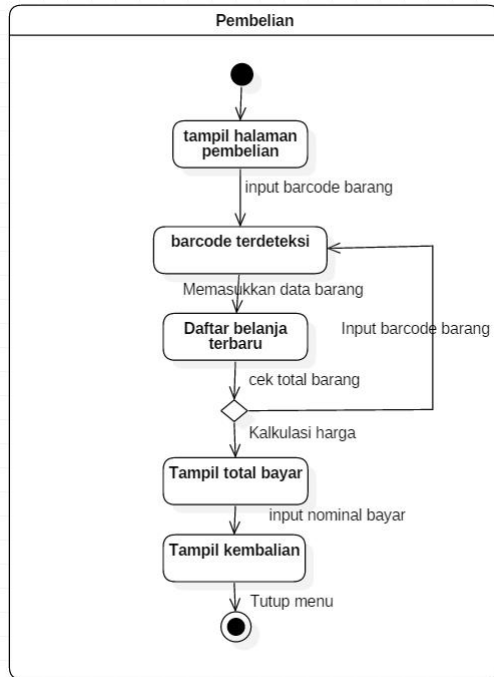 Pembelian
tampil halaman
pembelian
input barcode barang
barcode terdeteksi
Memasukkan data barang
Daftar belanja
terbaru
Input barcode barang
cek total barang
Kalkulasi harga
Tampil total bayar
input nominal bayar
Tampil kembalian
Tutup menu